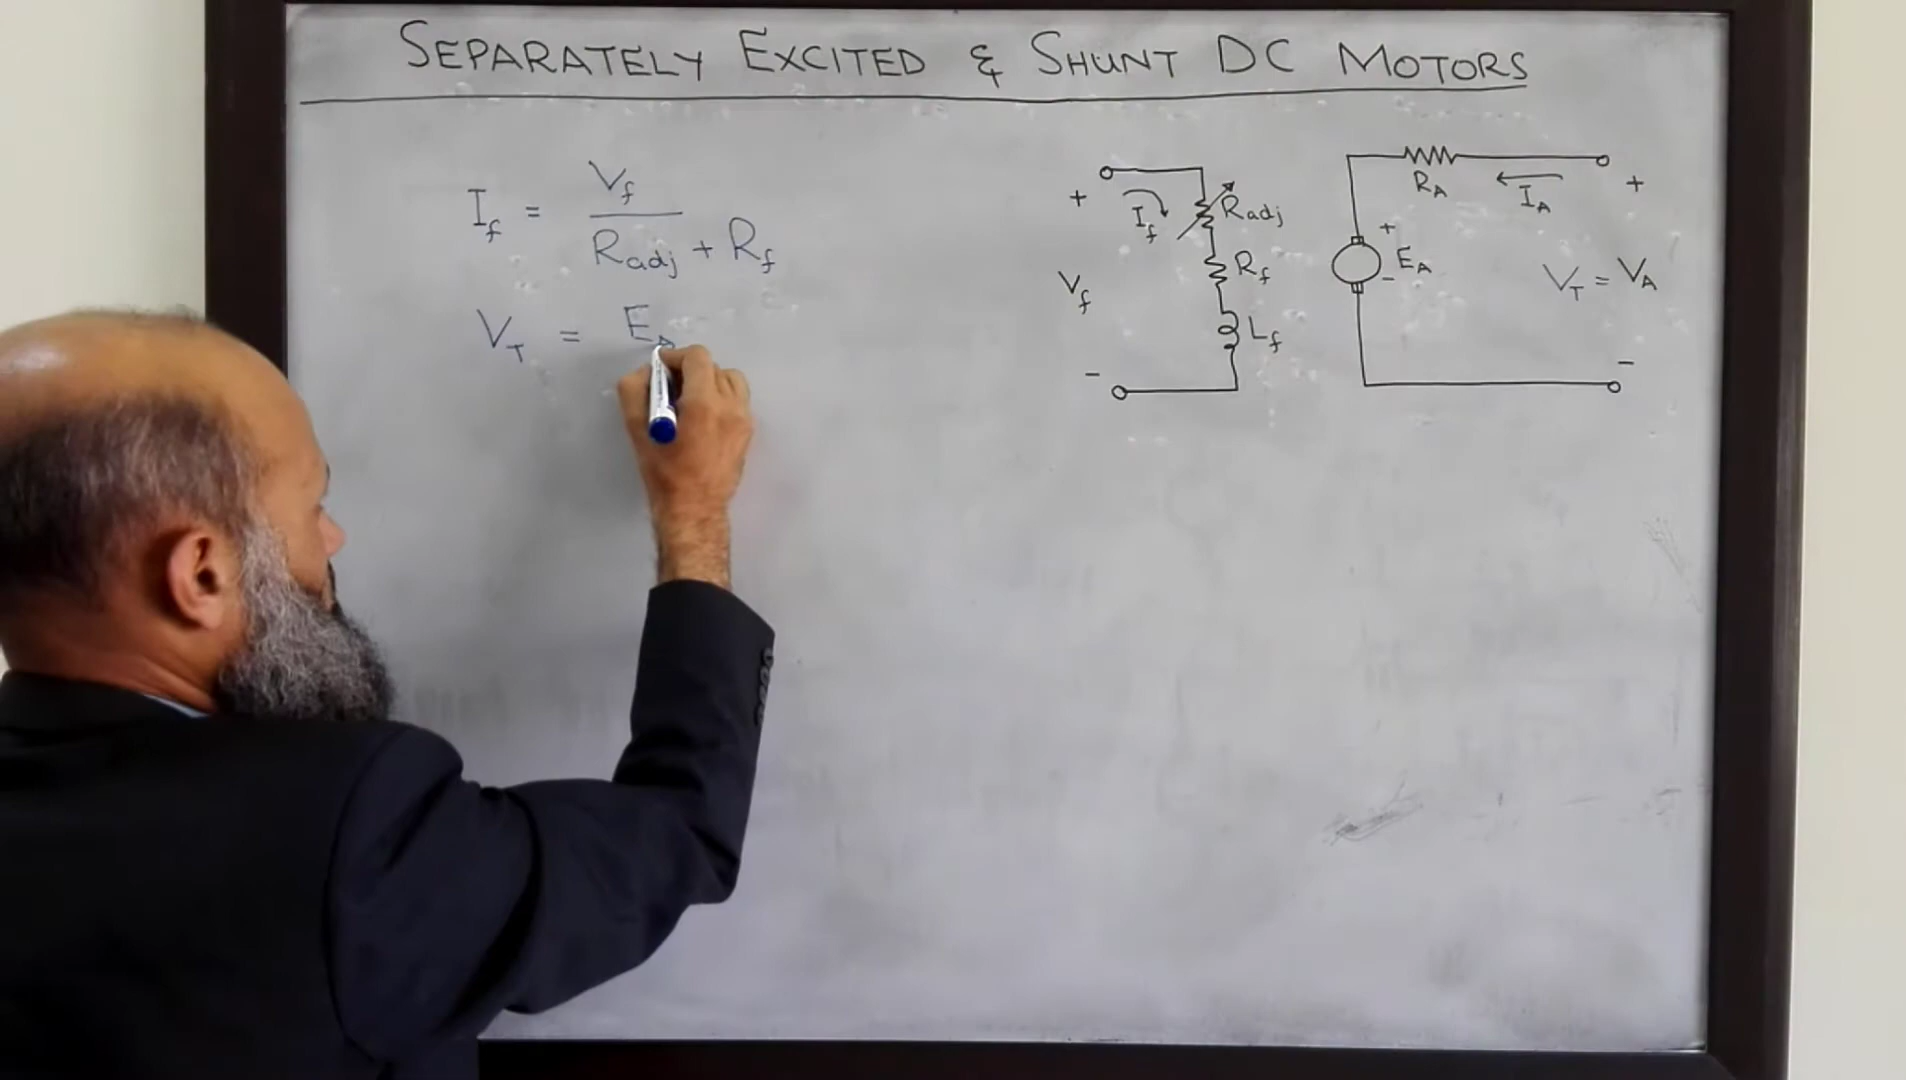 SEPARATELY EXCITED & SHUNT DC MOTORS
I_f = V_f / (R_adj + R_f)
V_T = E_A
+
I_f
R_adj
V_f
R_f
L_f
-
R_A
I_A
+
+
E_A
-
V_T = V_A
-